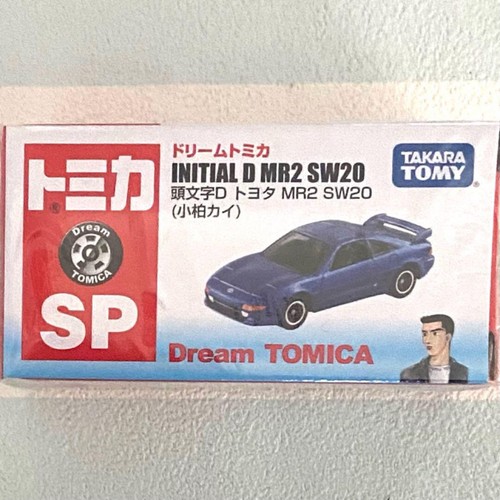 トミカ
Dream
TOMICA
SP
ドリームトミカ
INITIAL D MR2 SW20
頭文字D トヨタ MR2 SW20
(小柏カイ)
TAKARA
TOMY
Dream TOMICA